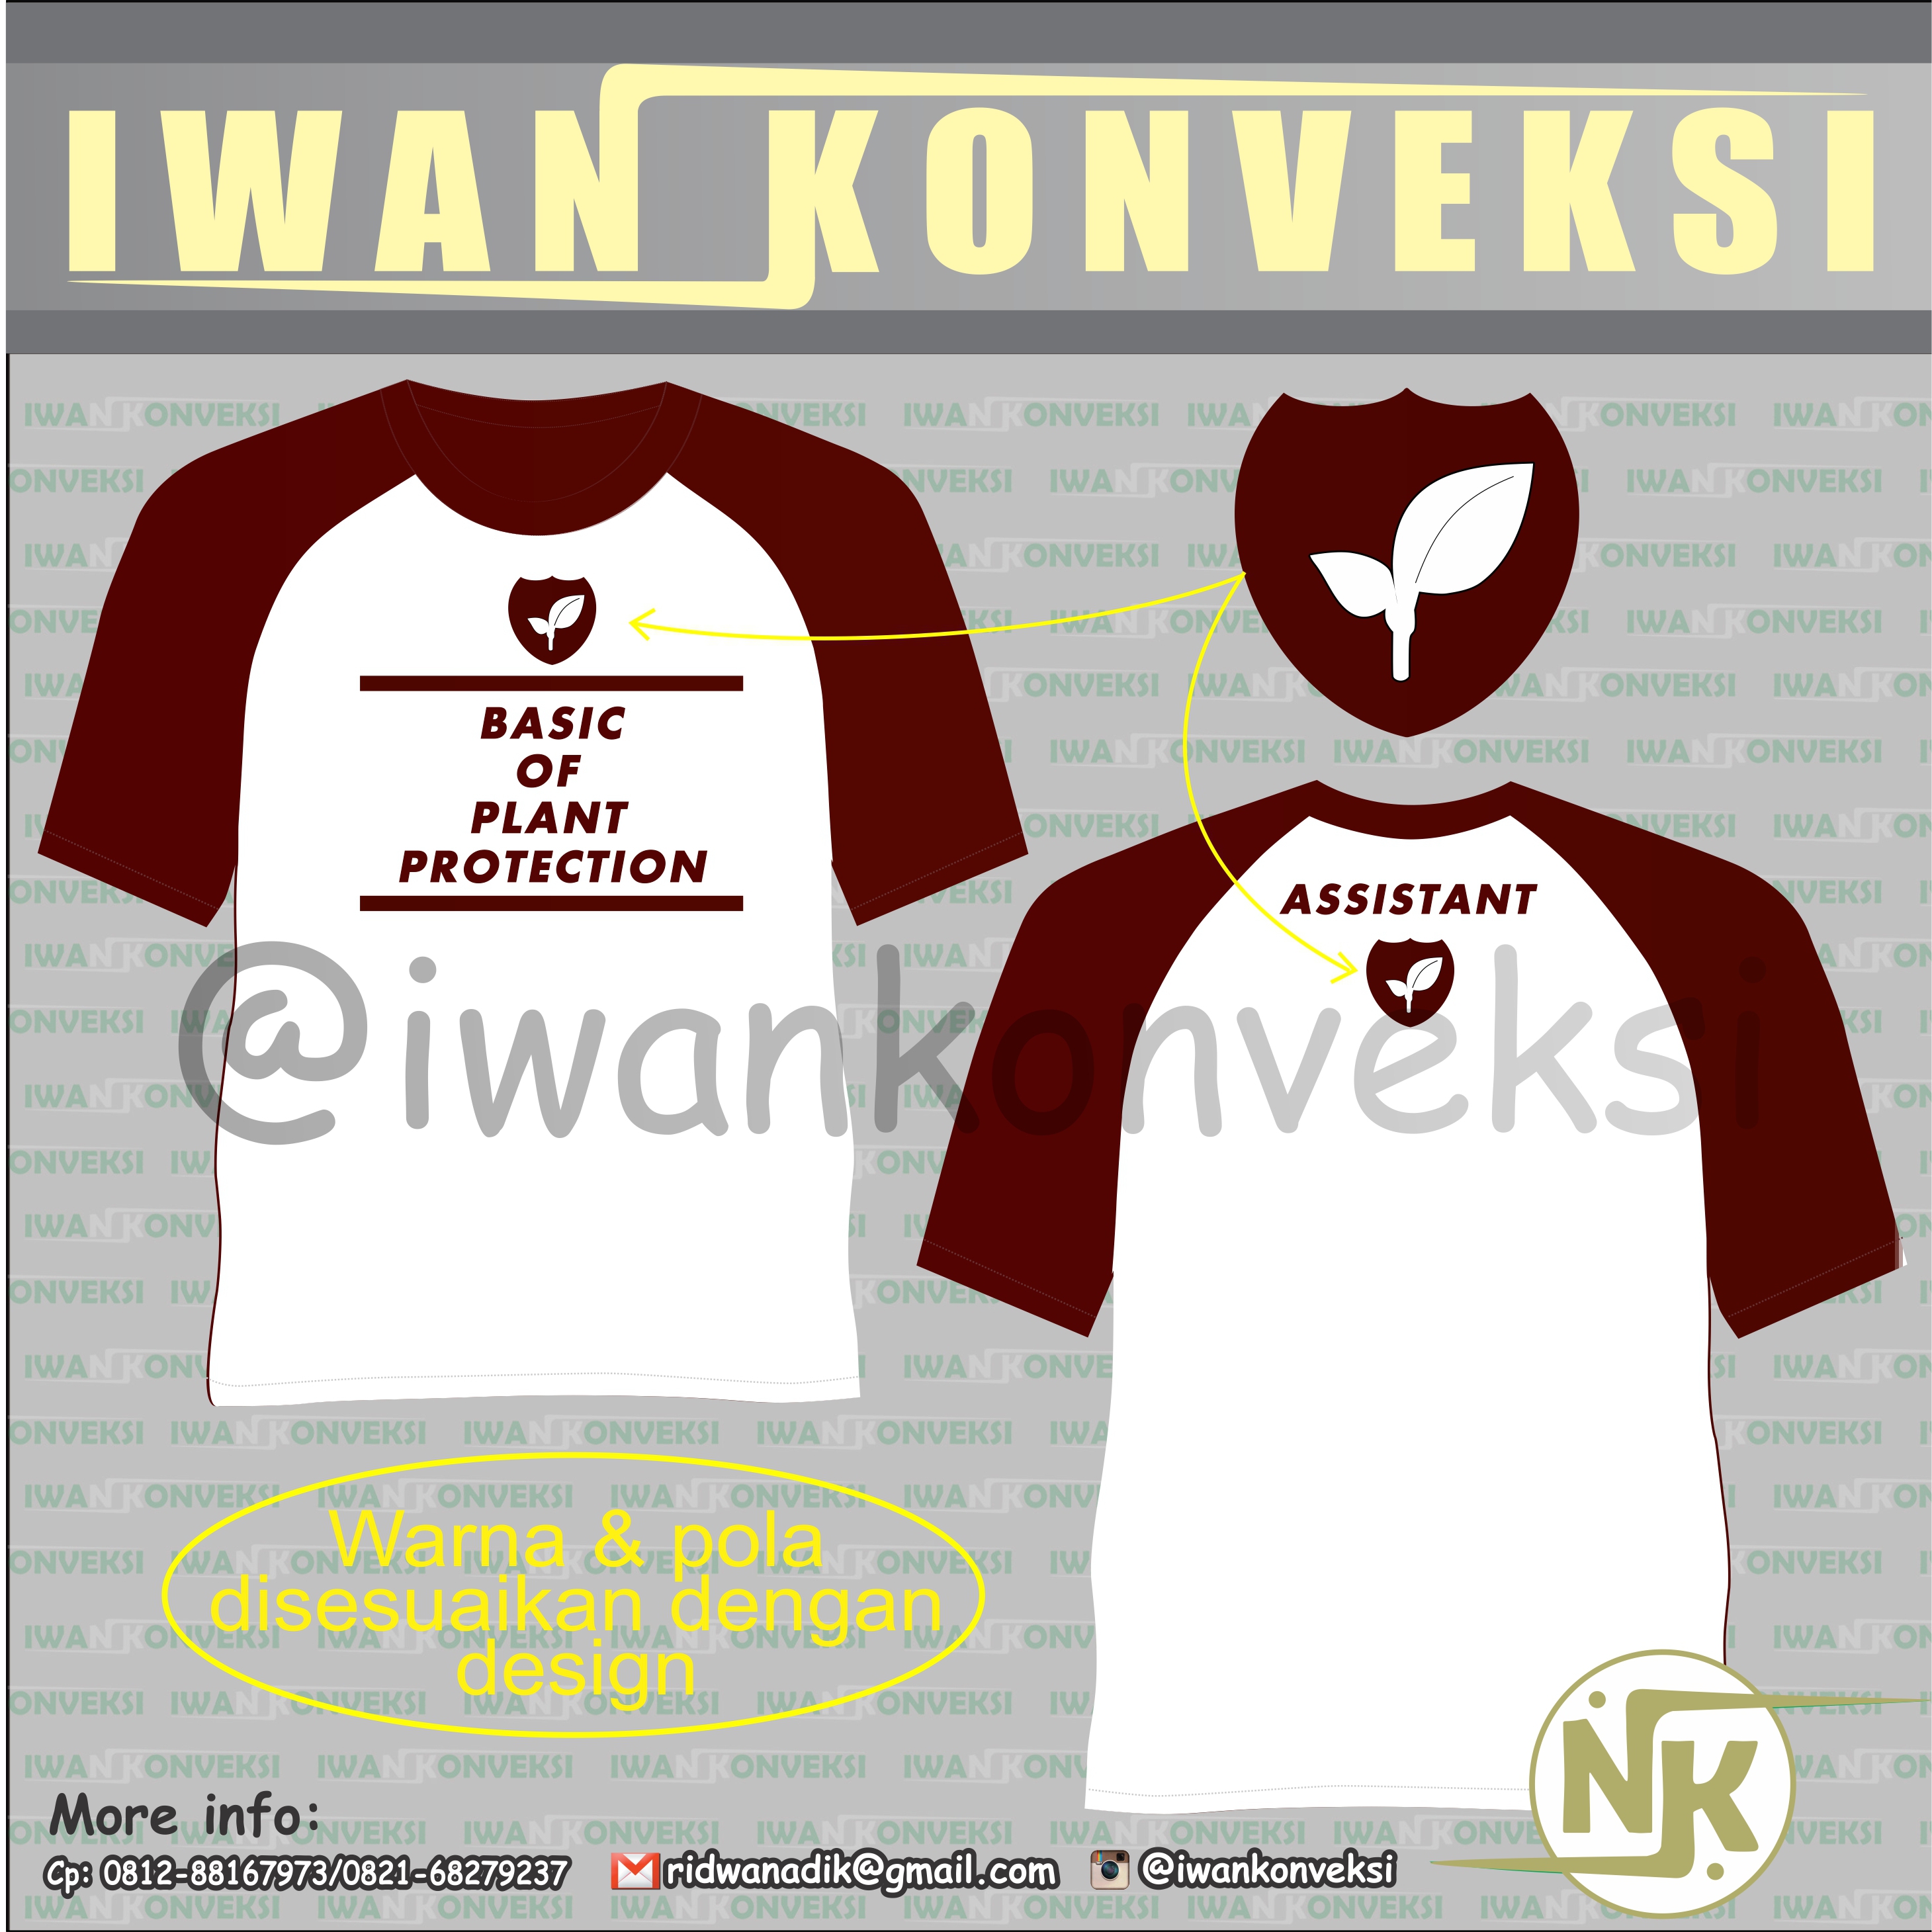 IWAN KONVEKSI
BASIC
OF
PLANT
PROTECTION
ASSISTANT
@iwankonveksi
Warna & pola
disesuaikan dengan
design
More info:
Cp: 0812-88167973/0821-68279237
ridwanadik@gmail.com
@iwankonveksi
NK